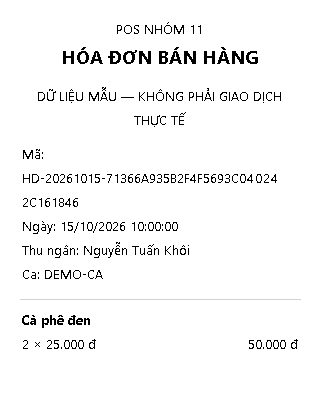 POS NHÓM 11
HÓA ĐƠN BÁN HÀNG
DỮ LIỆU MẪU — KHÔNG PHẢI GIAO DỊCH
THỰC TẾ
Mã:
HD-20261015-71366A935B2F4F5693C04024
2C161846
Ngày: 15/10/2026 10:00:00
Thu ngân: Nguyễn Tuấn Khôi
Ca: DEMO-CA
Cà phê đen
2 × 25.000 đ 50.000 đ